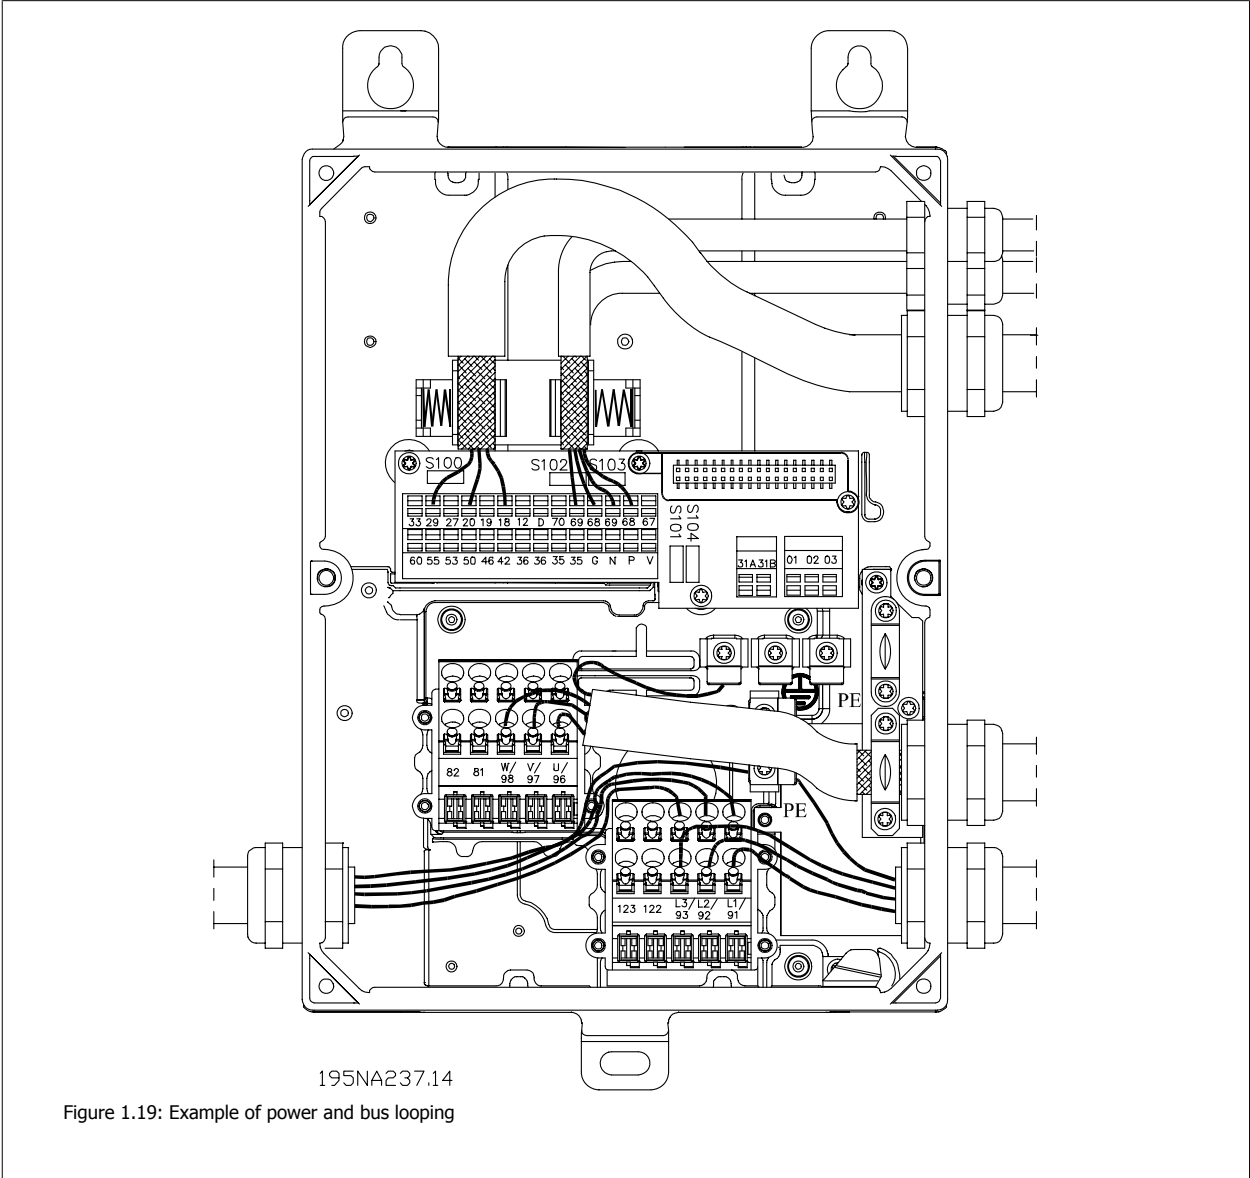 S100
S102
S103
33 29 27 20 19 18 12 D 70 69 68 69 68 67
60 55 53 50 46 42 36 36 35 35 G N P V
S101
S104
31A 31B
01 02 03
PE
82 81 W/98 V/97 U/96
PE
123 122 L3/93 L2/92 L1/91
195NA237.14
Figure 1.19: Example of power and bus looping